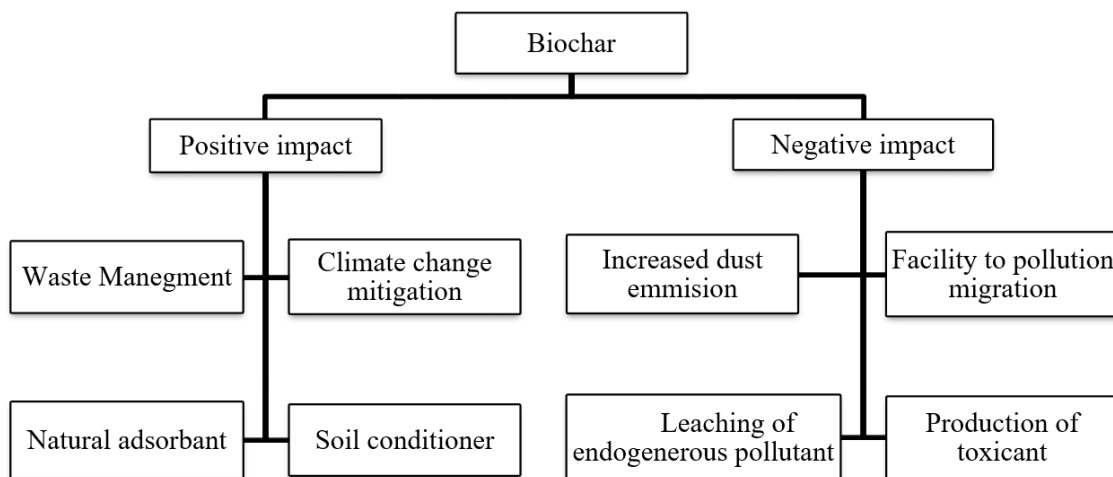 Biochar
Positive impact
Negative impact
Waste Manegment
Climate change
mitigation
Increased dust
emmision
Facility to pollution
migration
Natural adsorbant
Soil conditioner
Leaching of
endogenerous pollutant
Production of
toxicant